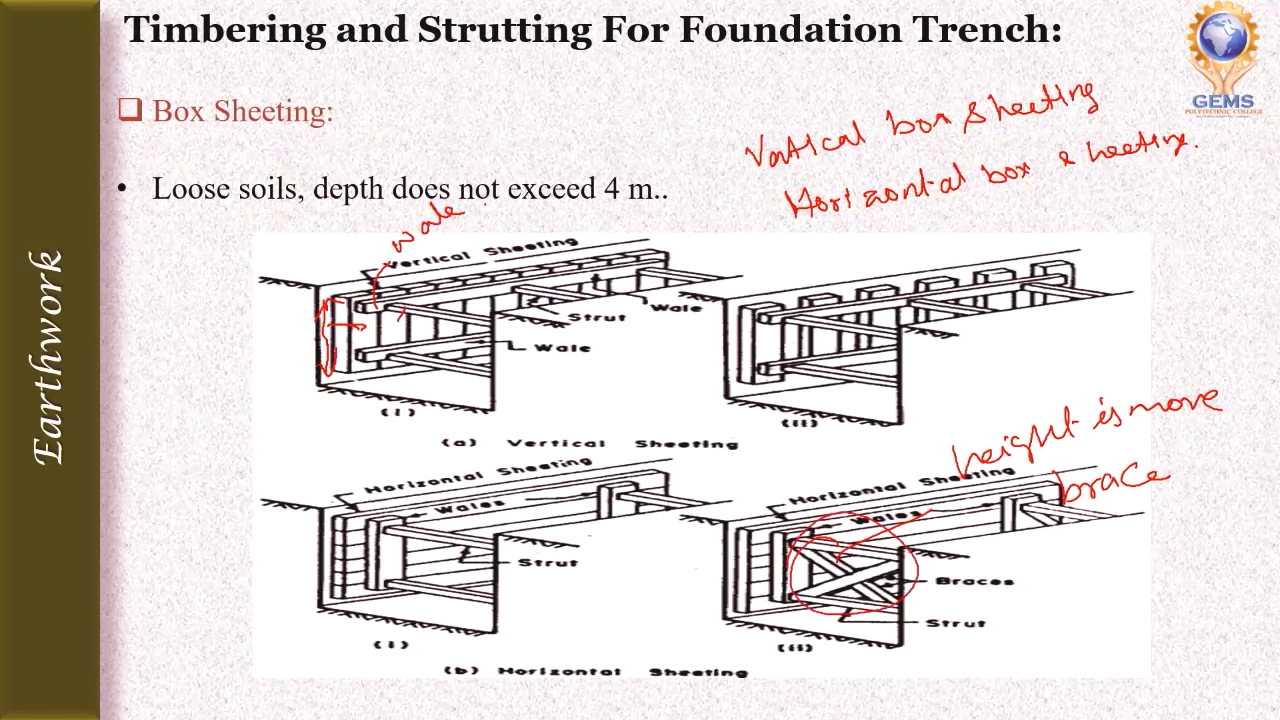 Timbering and Strutting For Foundation Trench:
GEMS
POLYTECHNIC COLLEGE
Box Sheeting:
Vatical box sheeting
Horizontal box sheeting.
Loose soils, depth does not exceed 4 m..
wale
Vertical Sheeting
Strut
Wale
Wale
(i)
(ii)
(a) Vertical Sheeting
height is more
brace
Horizontal Sheeting
Wales
Strut
(i)
Horizontal Sheeting
Wales
Braces
Strut
(ii)
(b) Horizontal Sheeting
Earthwork